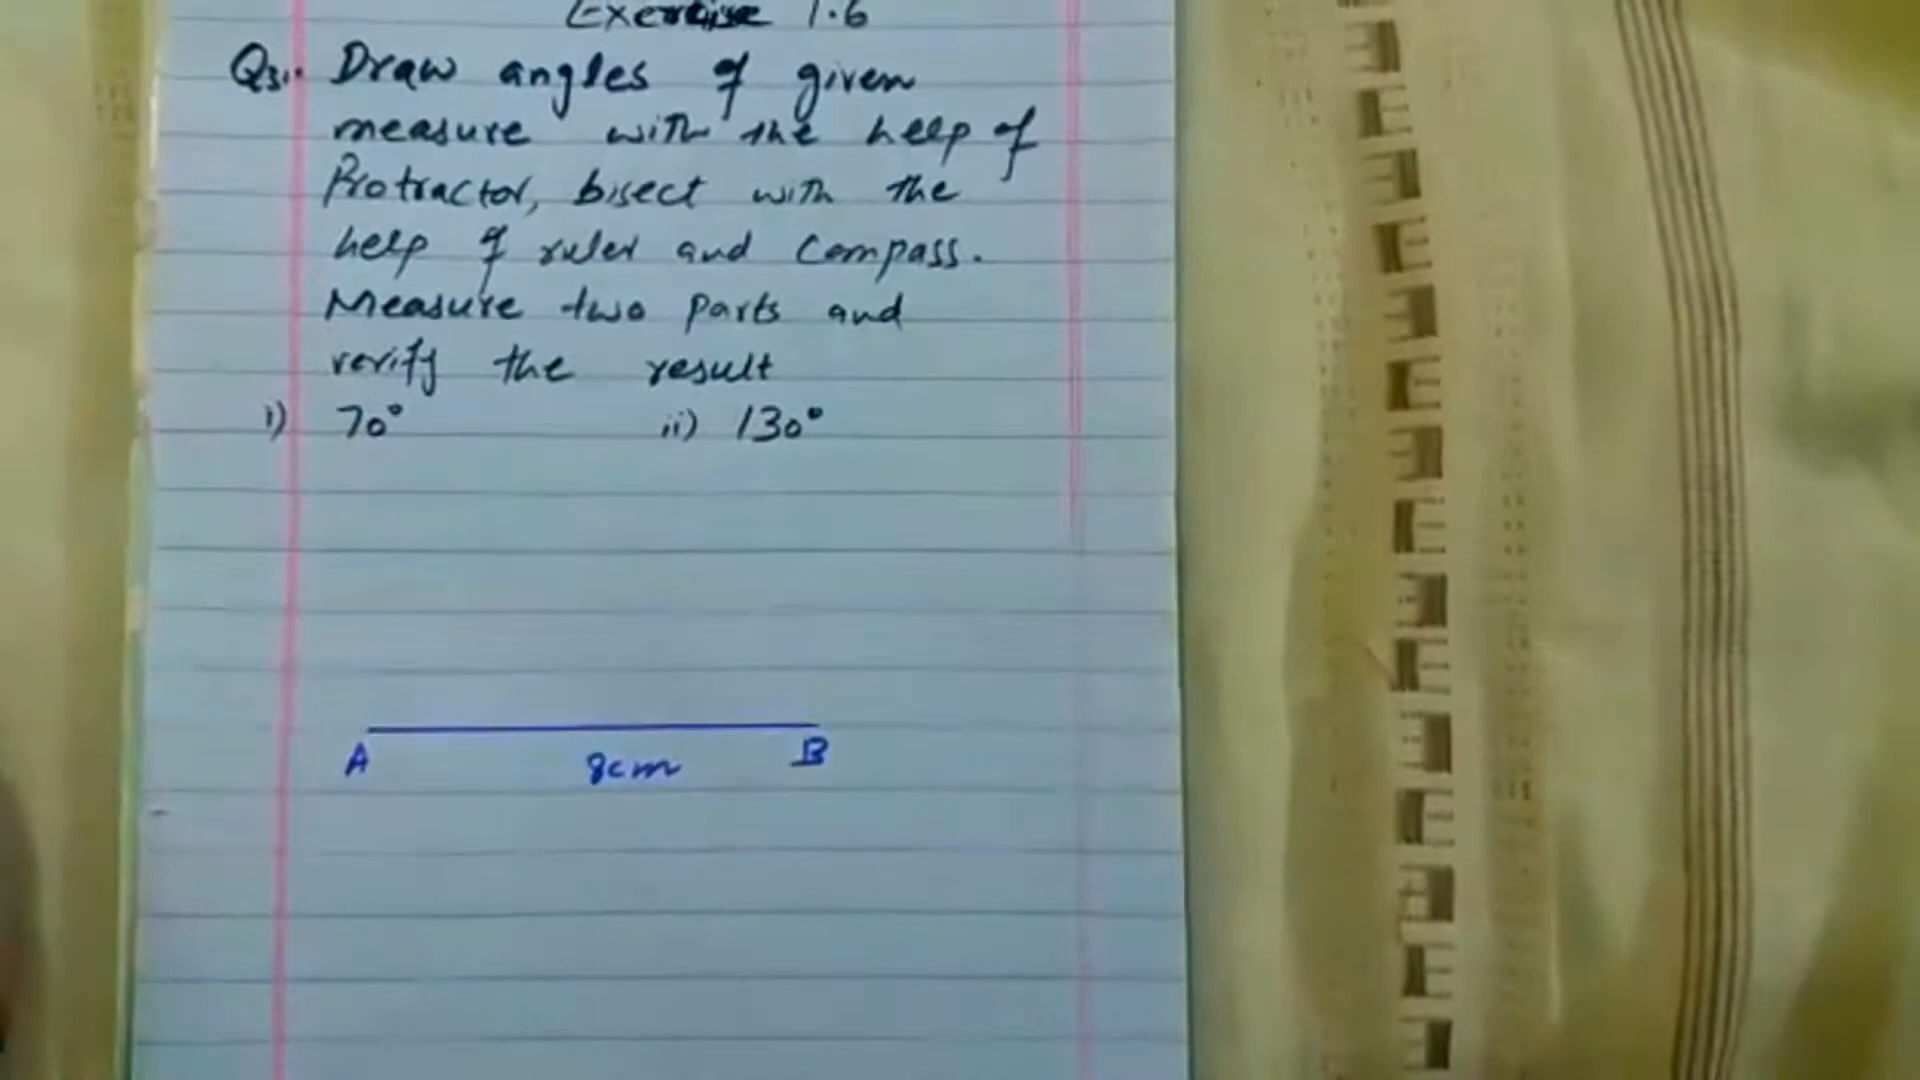 Exercise 1.6
Q3:- Draw angles of given
measure with the help of
Protractor, bisect with the
help of ruler and compass.
Measure two parts and
verify the result
i) 70° ii) 130°
A 8cm B